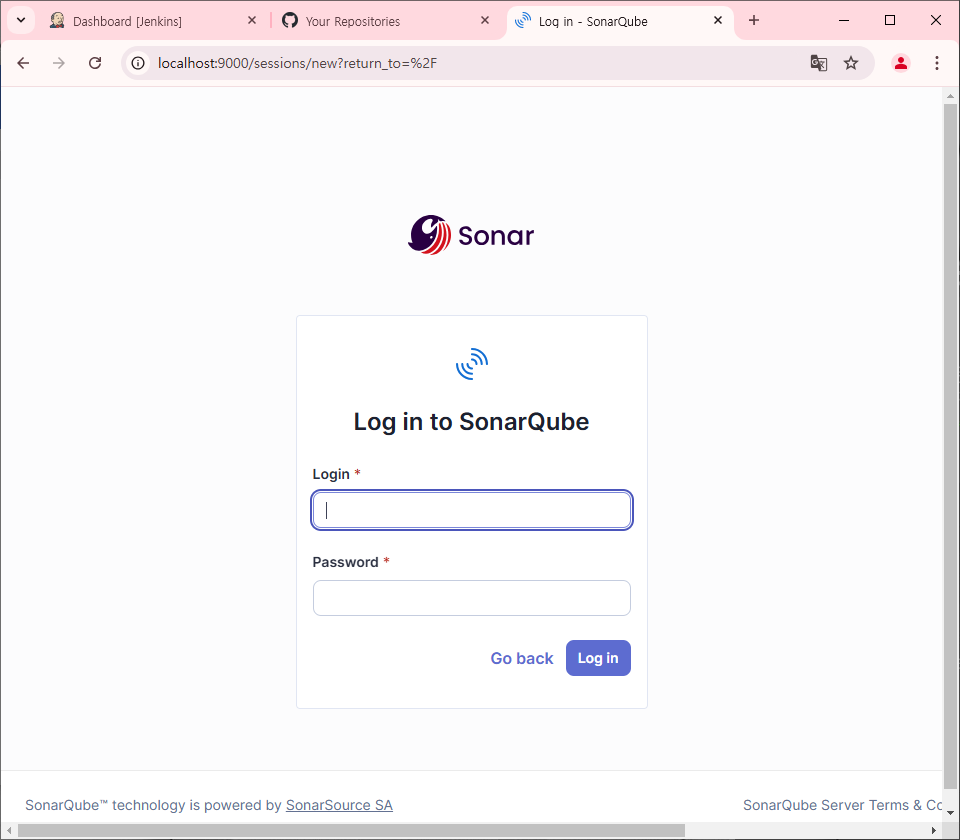 Dashboard [Jenkins]
Your Repositories
Log in - SonarQube
localhost:9000/sessions/new?return_to=%2F
Sonar
Log in to SonarQube
Login *
Password *
Go back
Log in
SonarQube™ technology is powered by SonarSource SA
SonarQube Server Terms & Co